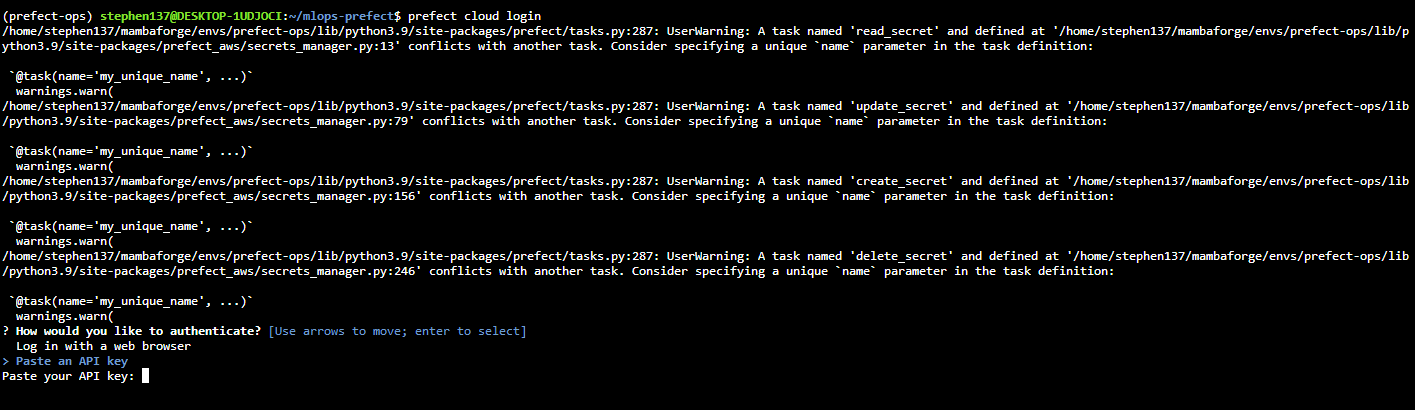 (prefect-ops) stephen137@DESKTOP-1UDJOCI:~/mlops-prefect$ prefect cloud login
/home/stephen137/mambaforge/envs/prefect-ops/lib/python3.9/site-packages/prefect/tasks.py:287: UserWarning: A task named 'read_secret' and defined at '/home/stephen137/mambaforge/envs/prefect-ops/lib/p
ython3.9/site-packages/prefect_aws/secrets_manager.py:13' conflicts with another task. Consider specifying a unique `name` parameter in the task definition:
`@task(name='my_unique_name', ...)`
warnings.warn(
/home/stephen137/mambaforge/envs/prefect-ops/lib/python3.9/site-packages/prefect/tasks.py:287: UserWarning: A task named 'update_secret' and defined at '/home/stephen137/mambaforge/envs/prefect-ops/lib
/python3.9/site-packages/prefect_aws/secrets_manager.py:79' conflicts with another task. Consider specifying a unique `name` parameter in the task definition:
`@task(name='my_unique_name', ...)`
warnings.warn(
/home/stephen137/mambaforge/envs/prefect-ops/lib/python3.9/site-packages/prefect/tasks.py:287: UserWarning: A task named 'create_secret' and defined at '/home/stephen137/mambaforge/envs/prefect-ops/lib
/python3.9/site-packages/prefect_aws/secrets_manager.py:156' conflicts with another task. Consider specifying a unique `name` parameter in the task definition:
`@task(name='my_unique_name', ...)`
warnings.warn(
/home/stephen137/mambaforge/envs/prefect-ops/lib/python3.9/site-packages/prefect/tasks.py:287: UserWarning: A task named 'delete_secret' and defined at '/home/stephen137/mambaforge/envs/prefect-ops/lib
/python3.9/site-packages/prefect_aws/secrets_manager.py:246' conflicts with another task. Consider specifying a unique `name` parameter in the task definition:
`@task(name='my_unique_name', ...)`
warnings.warn(
? How would you like to authenticate? [Use arrows to move; enter to select]
Log in with a web browser
> Paste an API key
Paste your API key: